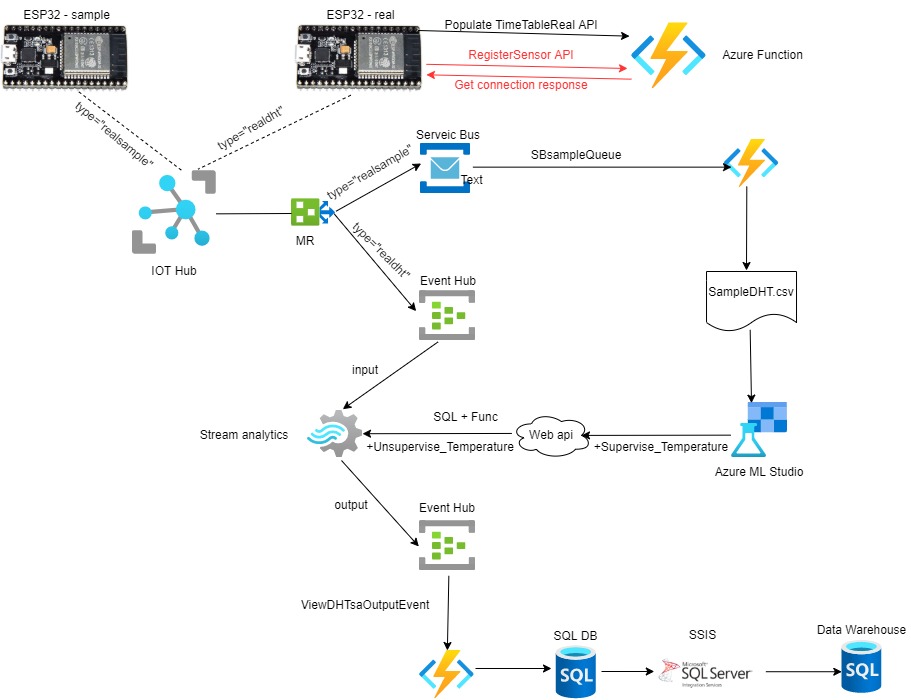 ESP32 - sample
ESP32 - real
Populate TimeTableReal API
RegisterSensor API
Get connection response
Azure Function
type="realsample"
type="realdht"
Serveic Bus
Text
SBsampleQueue
type="realsample"
type="realdht"
MR
IOT Hub
Event Hub
SampleDHT.csv
input
Stream analytics
SQL + Func
+Unsupervise_Temperature
Web api
+Supervise_Temperature
Azure ML Studio
output
Event Hub
ViewDHTsaOutputEvent
SQL DB
SQL
SSIS
Microsoft
SQL Server
Integration Services
Data Warehouse
SQL